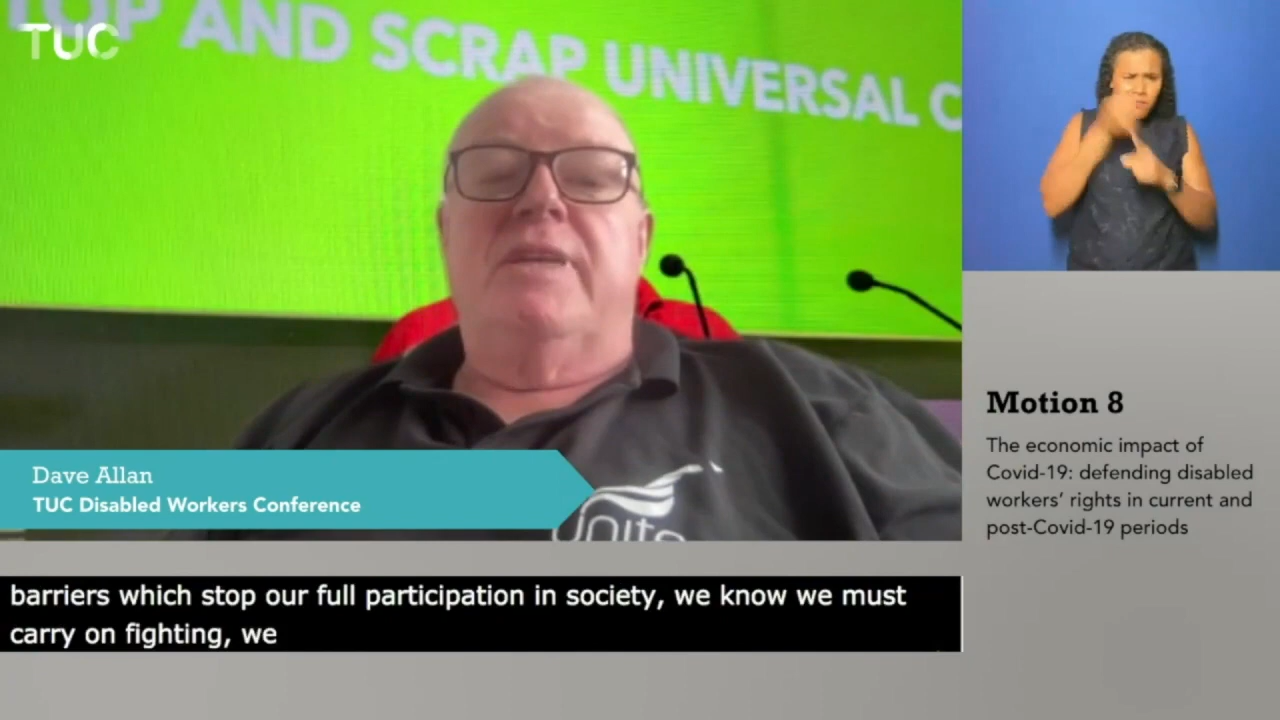 TUC
TOP AND SCRAP UNIVERSAL C
Dave Allan
TUC Disabled Workers Conference
unite
Motion 8
The economic impact of
Covid-19: defending disabled
workers’ rights in current and
post-Covid-19 periods
barriers which stop our full participation in society, we know we must
carry on fighting, we